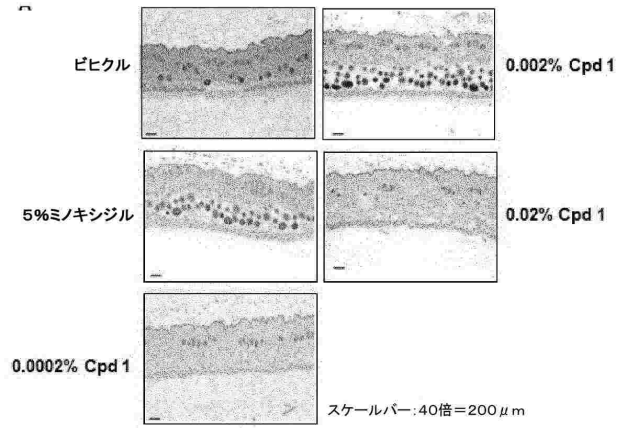 ビヒクル
0.002% Cpd 1
5%ミノキシジル
0.02% Cpd 1
0.0002% Cpd 1
スケールバー:40倍=200μm